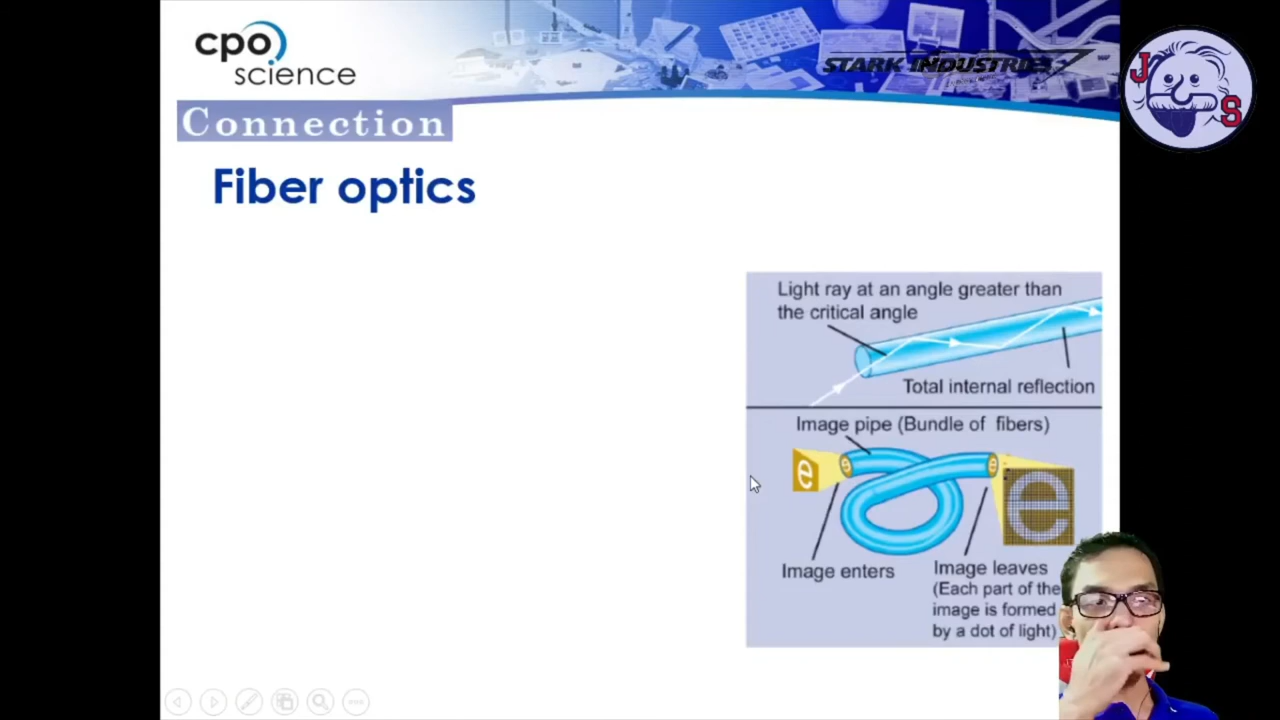 cpo
science
STARK INDUSTRIES
J
S
Connection
Fiber optics
Light ray at an angle greater than
the critical angle
Total internal reflection
Image pipe (Bundle of fibers)
e
e
e
e
Image enters
Image leaves
(Each part of the
image is formed
by a dot of light)